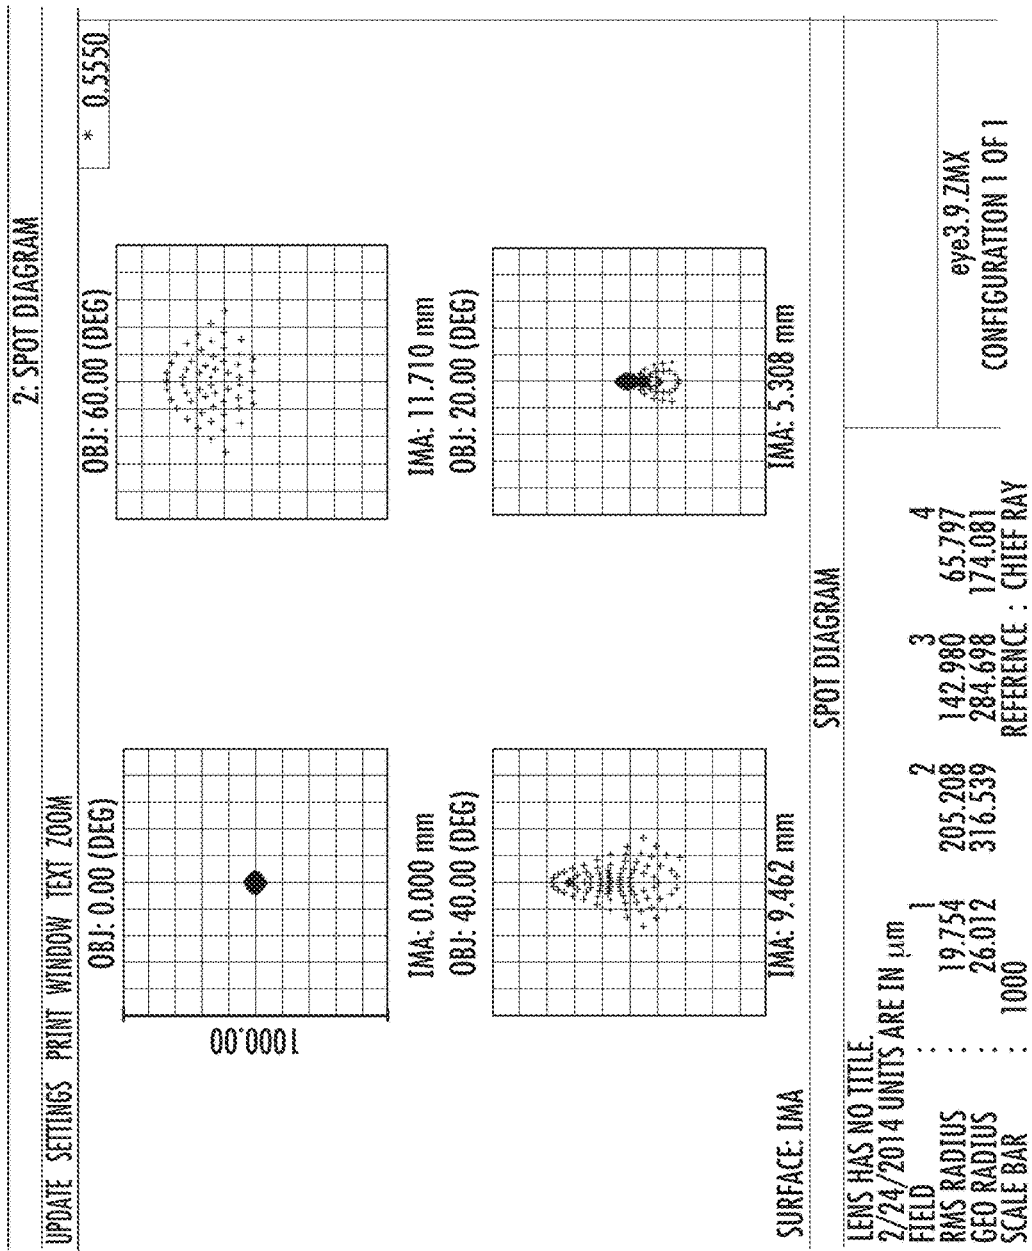 2: SPOT DIAGRAM
UPDATE SETTINGS PRINT WINDOW TEXT ZOOM
* 0.5550
OBJ: 0.00 (DEG)
OBJ: 60.00 (DEG)
1000.00
IMA: 0.000 mm
IMA: 11.710 mm
OBJ: 40.00 (DEG)
OBJ: 20.00 (DEG)
IMA: 9.462 mm
IMA: 5.308 mm
SURFACE: IMA
SPOT DIAGRAM
LENS HAS NO TITLE.
2/24/2014 UNITS ARE IN µm
FIELD : 1 2 3 4
RMS RADIUS : 19.754 205.208 142.980 65.797
GEO RADIUS : 26.012 316.539 284.698 174.081
SCALE BAR : 1000 REFERENCE : CHIEF RAY
eye3.9.ZMX
CONFIGURATION 1 OF 1